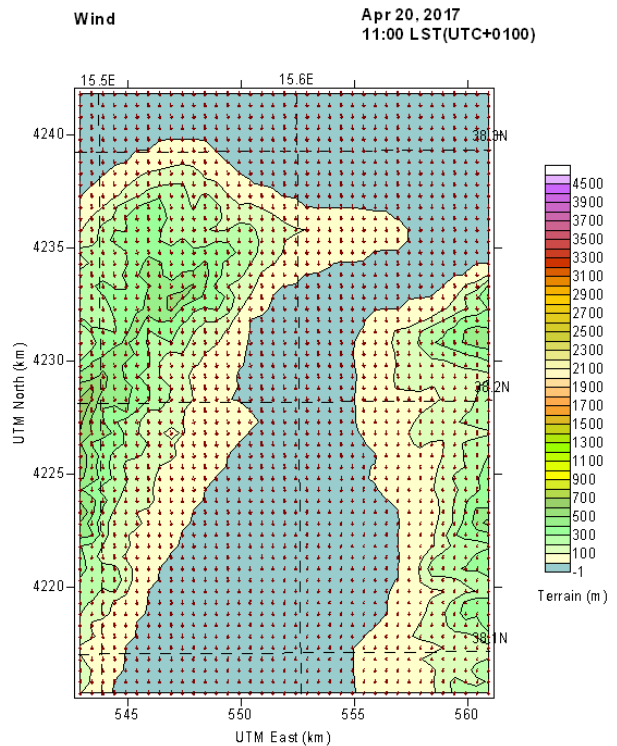 Wind
Apr 20, 2017
11:00 LST(UTC+0100)
15.5E
15.6E
4240
4235
4230
4225
4220
38.3N
38.2N
38.1N
UTM North (km)
545
550
555
560
UTM East (km)
4500
4300
3900
3700
3500
3300
3100
2900
2700
2500
2300
2100
1900
1700
1500
1300
1100
900
700
500
300
100
-1
Terrain (m)